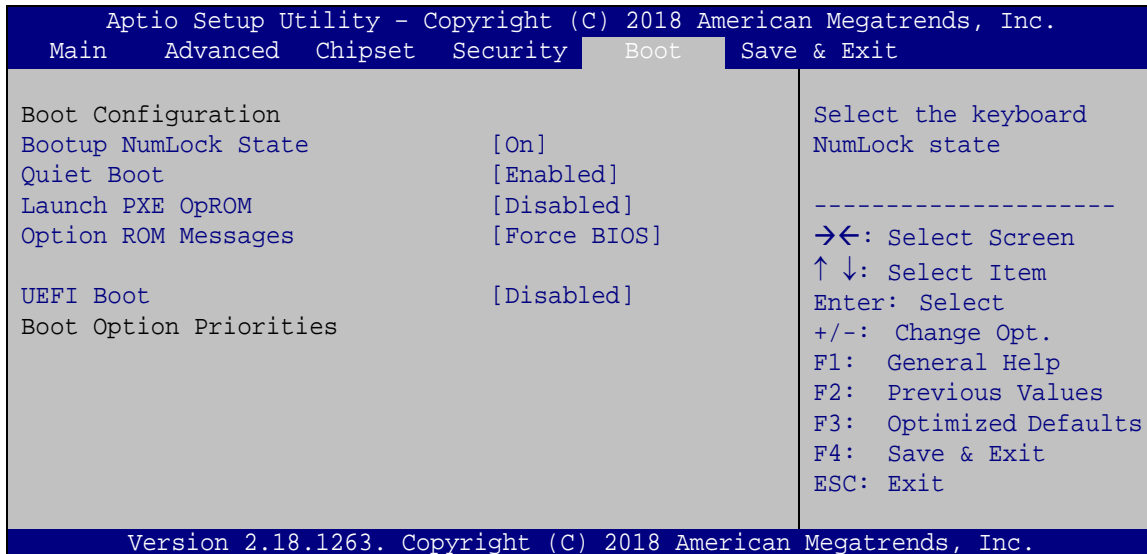 Aptio Setup Utility – Copyright (C) 2018 American Megatrends, Inc.
Main Advanced Chipset Security Boot Save & Exit
Boot Configuration
Bootup NumLock State [On]
Quiet Boot [Enabled]
Launch PXE OpROM [Disabled]
Option ROM Messages [Force BIOS]
UEFI Boot [Disabled]
Boot Option Priorities
Select the keyboard
NumLock state
---------------------
→←: Select Screen
↑ ↓: Select Item
Enter: Select
+/-: Change Opt.
F1: General Help
F2: Previous Values
F3: Optimized Defaults
F4: Save & Exit
ESC: Exit
Version 2.18.1263. Copyright (C) 2018 American Megatrends, Inc.